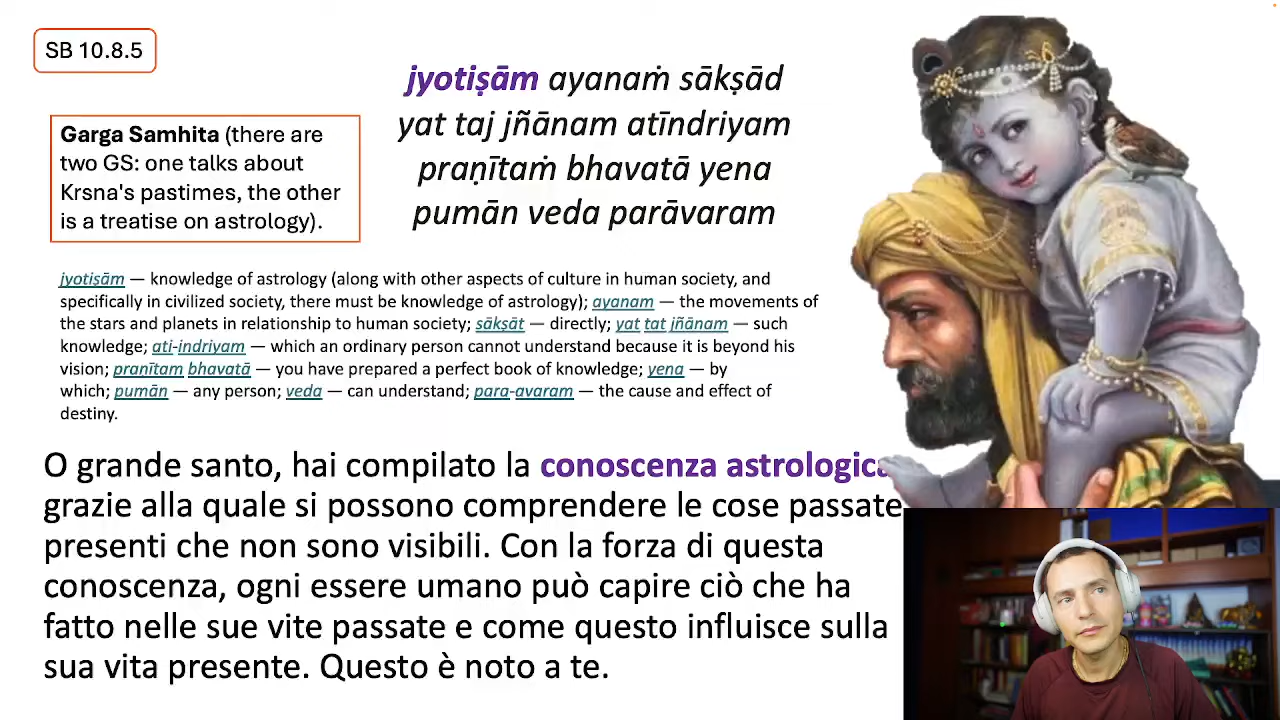 SB 10.8.5
jyotiṣām ayanaṁ sākṣād
yat taj jñānam atīndriyam
praṇītaṁ bhavatā yena
pumān veda parāvaram
Garga Samhita (there are
two GS: one talks about
Krsna's pastimes, the other
is a treatise on astrology).
jyotiṣām — knowledge of astrology (along with other aspects of culture in human society, and
specifically in civilized society, there must be knowledge of astrology); ayanam — the movements of
the stars and planets in relationship to human society; sākṣāt — directly; yat tat jñānam — such
knowledge; ati-indriyam — which an ordinary person cannot understand because it is beyond his
vision; praṇītam bhavatā — you have prepared a perfect book of knowledge; yena — by
which; pumān — any person; veda — can understand; para-avaram — the cause and effect of
destiny.
O grande santo, hai compilato la conoscenza astrologica
grazie alla quale si possono comprendere le cose passate
presenti che non sono visibili. Con la forza di questa
conoscenza, ogni essere umano può capire ciò che ha
fatto nelle sue vite passate e come questo influisce sulla
sua vita presente. Questo è noto a te.